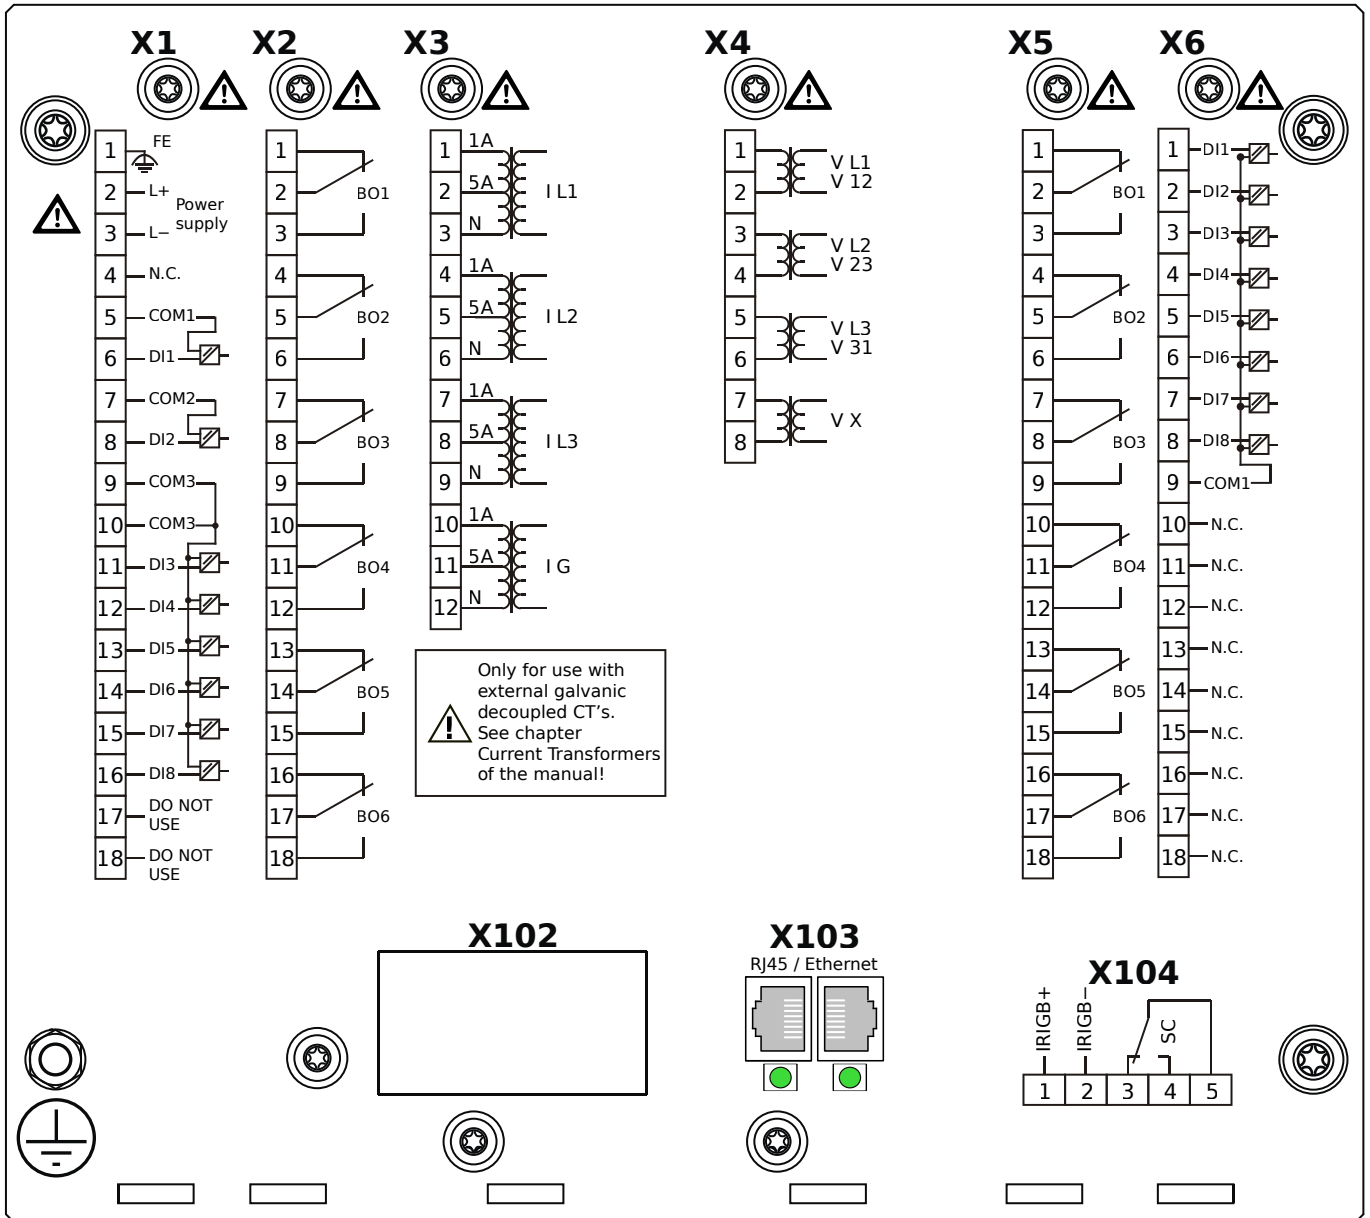 X1
X2
X3
X4
X5
X6
1 FE
2 L+
Power
supply
3 L−
4 N.C.
5 COM1
6 DI1
7 COM2
8 DI2
9 COM3
10 COM3
11 DI3
12 DI4
13 DI5
14 DI6
15 DI7
16 DI8
17 DO NOT
USE
18 DO NOT
USE
1
2 BO1
3
4
5 BO2
6
7
8 BO3
9
10
11 BO4
12
13
14 BO5
15
16
17 BO6
18
1 1A
2 5A I L1
3 N
4 1A
5 5A I L2
6 N
7 1A
8 5A I L3
9 N
10 1A
11 5A I G
12 N
Only for use with
external galvanic
decoupled CT's.
See chapter
Current Transformers
of the manual!
1
V L1
V 12
2
3
V L2
V 23
4
5
V L3
V 31
6
7
V X
8
1
2 BO1
3
4
5 BO2
6
7
8 BO3
9
10
11 BO4
12
13
14 BO5
15
16
17 BO6
18
1 DI1
2 DI2
3 DI3
4 DI4
5 DI5
6 DI6
7 DI7
8 DI8
9 COM1
10 N.C.
11 N.C.
12 N.C.
13 N.C.
14 N.C.
15 N.C.
16 N.C.
17 N.C.
18 N.C.
X102
X103
RJ45 / Ethernet
X104
IRIGB+
IRIGB−
SC
1 2 3 4 5